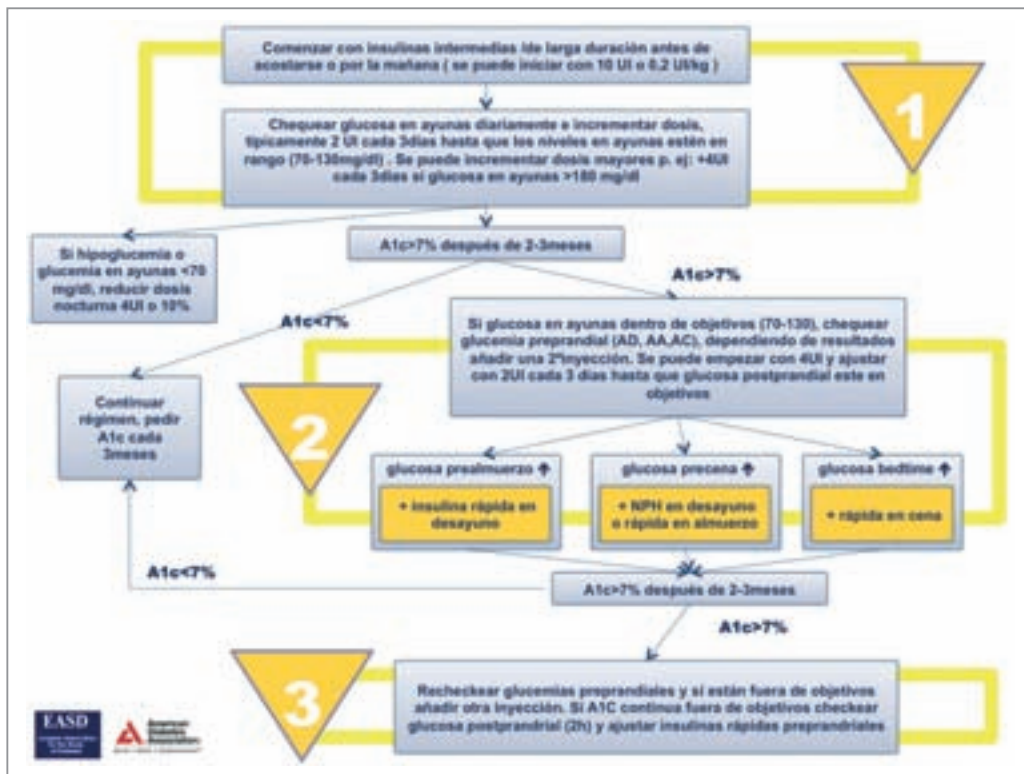 Comenzar con insulinas intermedias /de larga duración antes de
acostarse o por la mañana ( se puede iniciar con 10 UI o 0.2 UI/kg )
1
Chequear glucosa en ayunas diariamente e incrementar dosis,
típicamente 2 UI cada 3dias hasta que los niveles en ayunas estén en
rango (70-130mg/dl) . Se puede incrementar dosis mayores p. ej: +4UI
cada 3dias si glucosa en ayunas >180 mg/dl
Si hipoglucemia o
glucemia en ayunas <70
mg/dl, reducir dosis
nocturna 4UI o 10%
A1c>7% después de 2-3meses
A1c<7%
A1c>7%
Si glucosa en ayunas dentro de objetivos (70-130), chequear
glucemia preprandial (AD, AA,AC), dependiendo de resultados
añadir una 2ªinyección. Se puede empezar con 4UI y ajustar
con 2UI cada 3 dias hasta que glucosa postprandial este en
objetivos
2
Continuar
régimen, pedir
A1c cada
3meses
glucosa prealmuerzo ↑
+ insulina rápida en
desayuno
glucosa precena ↑
+ NPH en desayuno
o rápida en almuerzo
glucosa bedtime ↑
+ rápida en cena
A1c<7%
A1c>7% después de 2-3meses
A1c>7%
3
Recheckear glucemias preprandiales y si están fuera de objetivos
añadir otra inyección. Si A1C continua fuera de objetivos checkear
glucosa postprandrial (2h) y ajustar insulinas rápidas preprandriales
EASD
American
Diabetes
Association